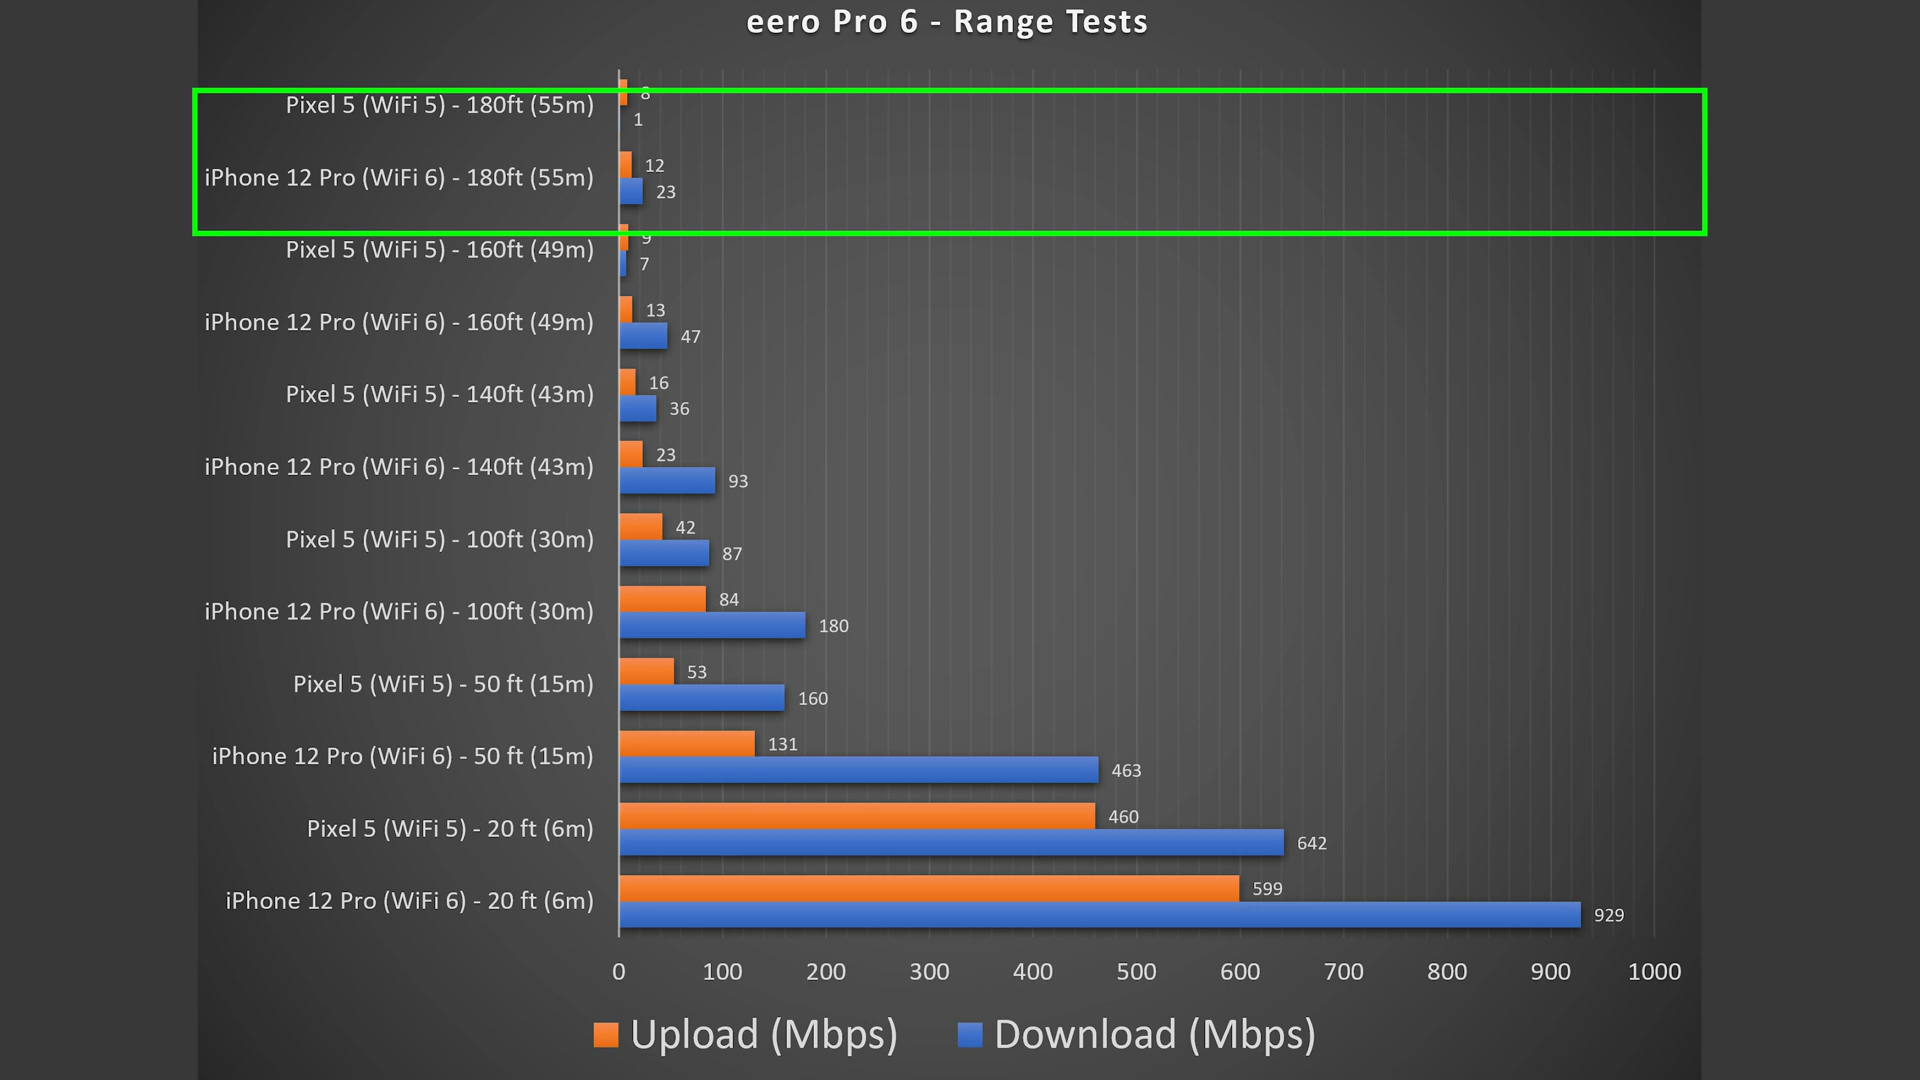 eero Pro 6 - Range Tests
Pixel 5 (WiFi 5) - 180ft (55m)
8
1
iPhone 12 Pro (WiFi 6) - 180ft (55m)
12
23
Pixel 5 (WiFi 5) - 160ft (49m)
9
7
iPhone 12 Pro (WiFi 6) - 160ft (49m)
13
47
Pixel 5 (WiFi 5) - 140ft (43m)
16
36
iPhone 12 Pro (WiFi 6) - 140ft (43m)
23
93
Pixel 5 (WiFi 5) - 100ft (30m)
42
87
iPhone 12 Pro (WiFi 6) - 100ft (30m)
84
180
Pixel 5 (WiFi 5) - 50 ft (15m)
53
160
iPhone 12 Pro (WiFi 6) - 50 ft (15m)
131
463
Pixel 5 (WiFi 5) - 20 ft (6m)
460
642
iPhone 12 Pro (WiFi 6) - 20 ft (6m)
599
929
0 100 200 300 400 500 600 700 800 900 1000
Upload (Mbps) Download (Mbps)